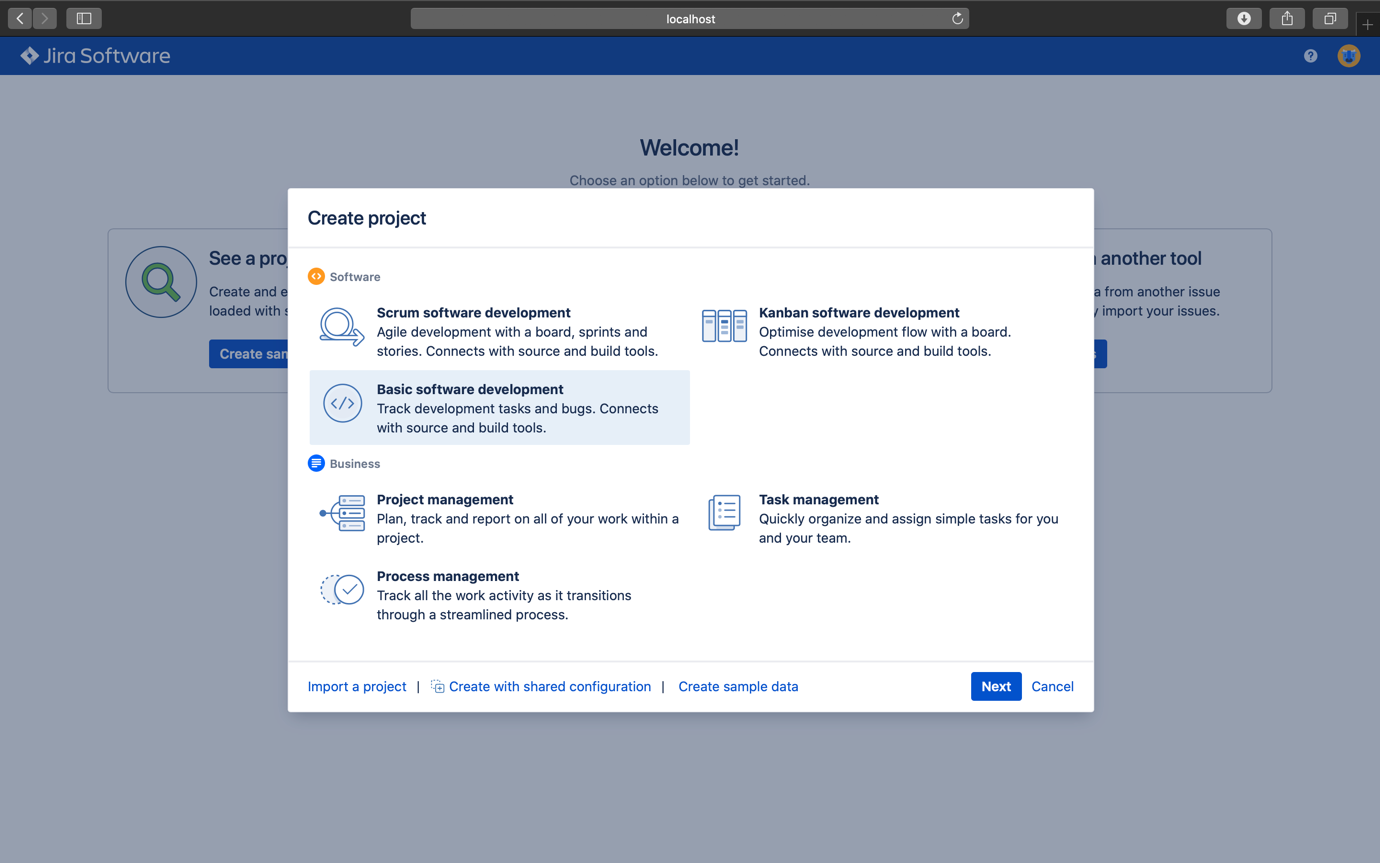 localhost
Jira Software
Welcome!
Choose an option below to get started.
See a pro
Create and e
loaded with s
Create san
another tool
a from another issue
y import your issues.
s
Create project
Software
Scrum software development
Agile development with a board, sprints and
stories. Connects with source and build tools.
Kanban software development
Optimise development flow with a board.
Connects with source and build tools.
Basic software development
Track development tasks and bugs. Connects
with source and build tools.
Business
Project management
Plan, track and report on all of your work within a
project.
Task management
Quickly organize and assign simple tasks for you
and your team.
Process management
Track all the work activity as it transitions
through a streamlined process.
Import a project | Create with shared configuration | Create sample data
Next Cancel